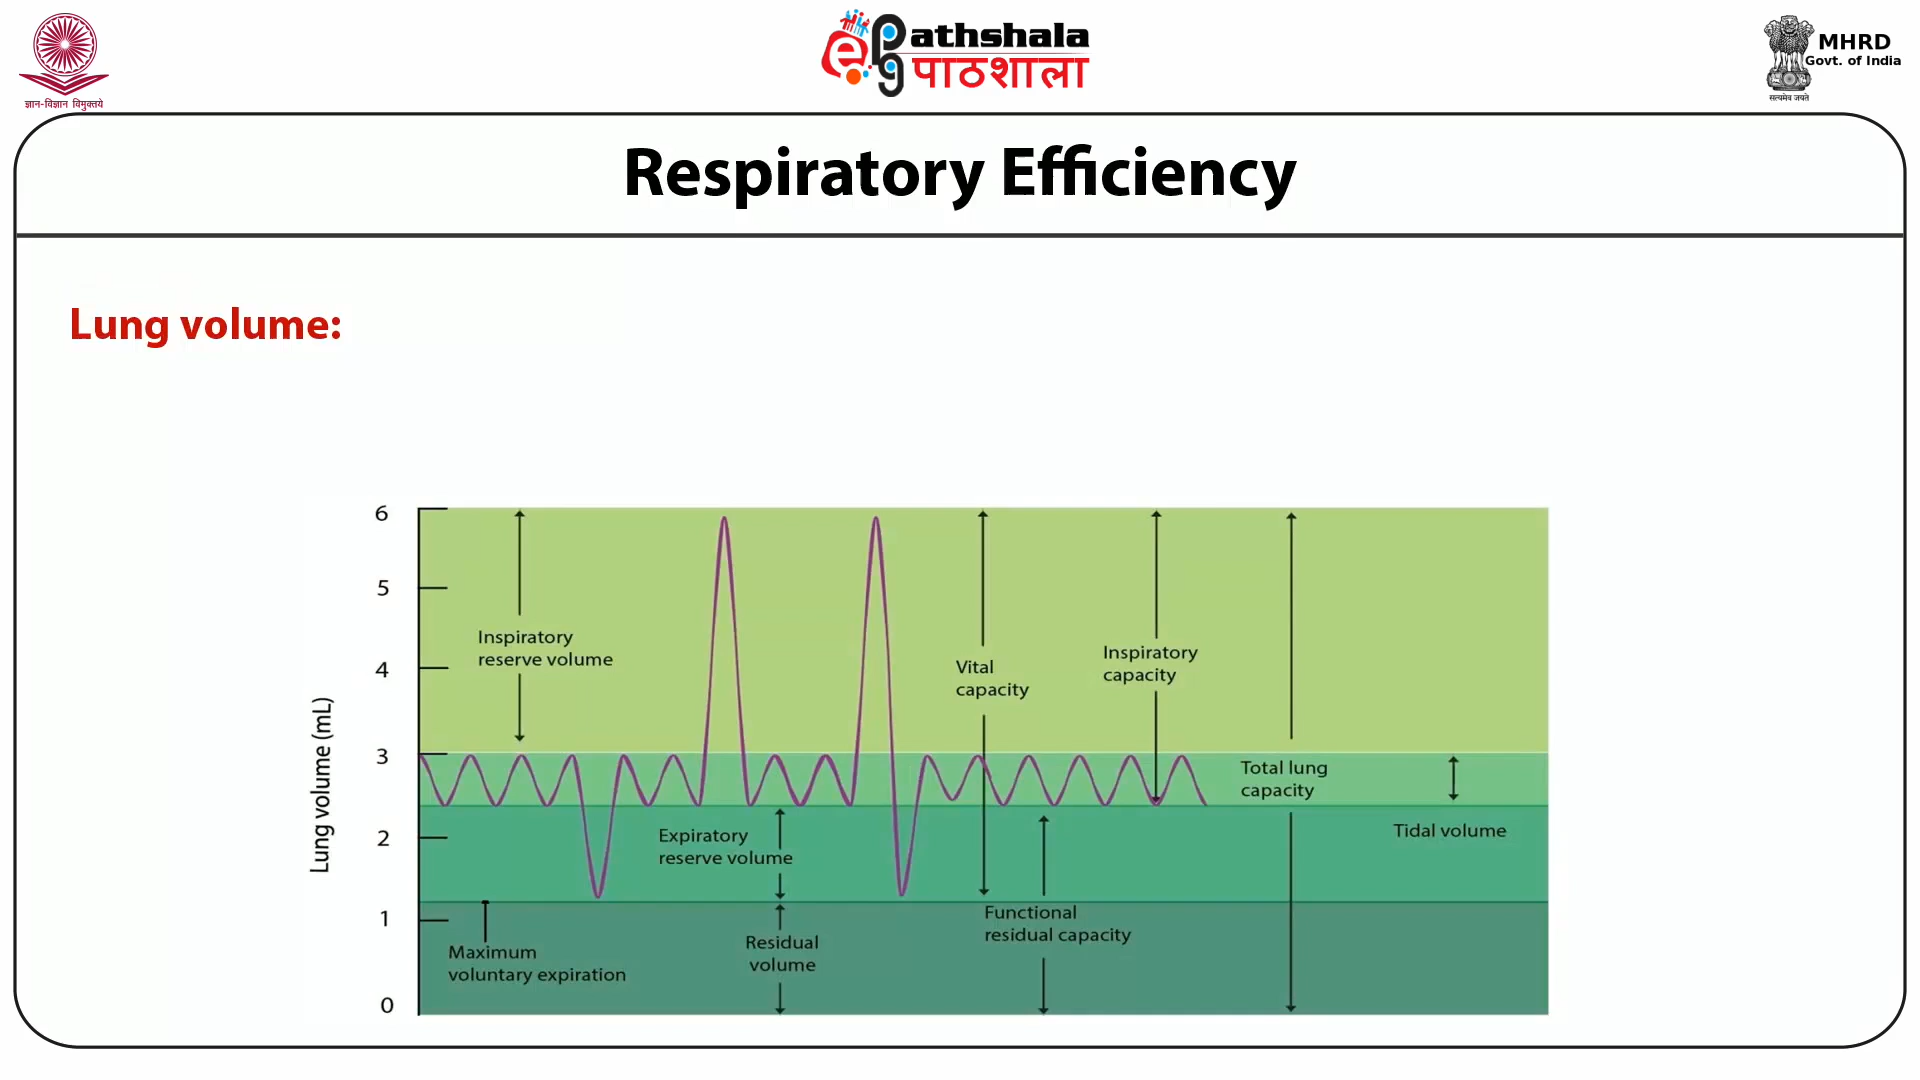 ज्ञान-विज्ञान विमुक्तये
ePathshala
पाठशाला
MHRD
Govt. of India
सत्यमेव जयते
Respiratory Efficiency
Lung volume:
Lung volume (mL)
6
5
4
3
2
1
0
Inspiratory
reserve volume
Vital
capacity
Inspiratory
capacity
Total lung
capacity
Tidal volume
Expiratory
reserve volume
Functional
residual capacity
Maximum
voluntary expiration
Residual
volume